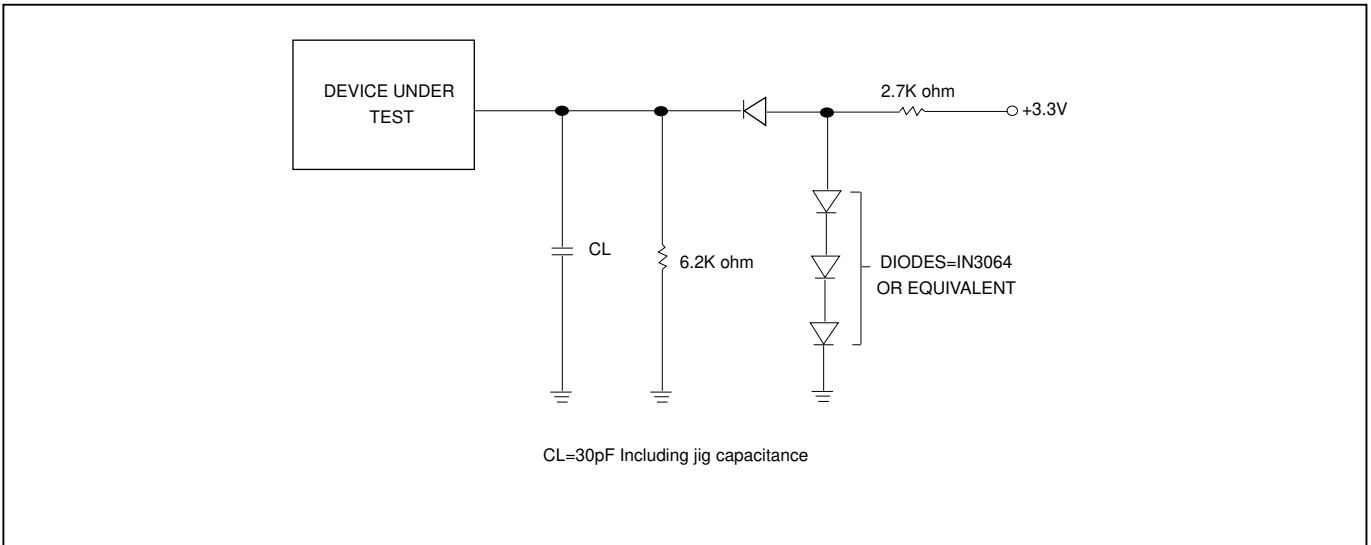 DEVICE UNDER
TEST
2.7K ohm
+3.3V
CL
6.2K ohm
DIODES=IN3064
OR EQUIVALENT
CL=30pF Including jig capacitance